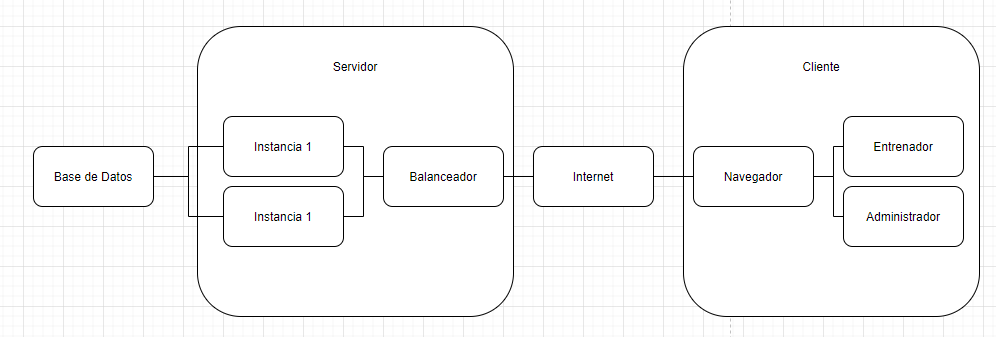 Servidor
Cliente
Base de Datos
Instancia 1
Instancia 1
Balanceador
Internet
Navegador
Entrenador
Administrador